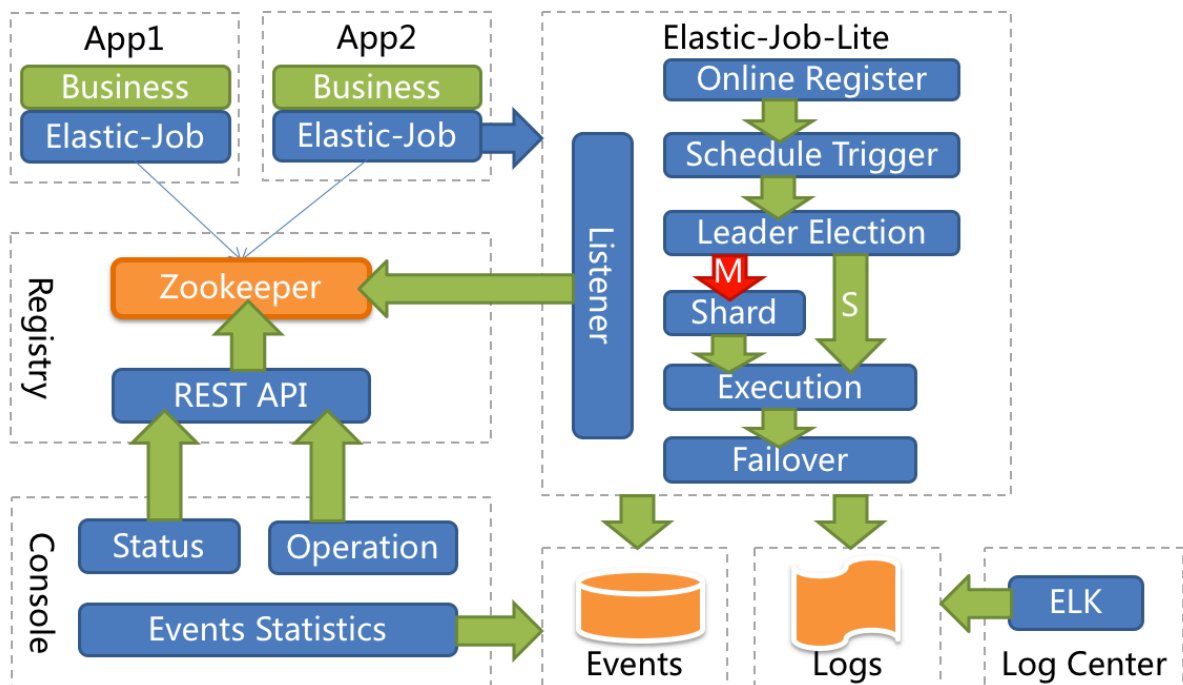 App1
Business
Elastic-Job
App2
Business
Elastic-Job
Elastic-Job-Lite
Online Register
Schedule Trigger
Leader Election
M
S
Shard
Execution
Failover
Listener
Registry
Zookeeper
REST API
Console
Status
Operation
Events Statistics
Events
Logs
ELK
Log Center